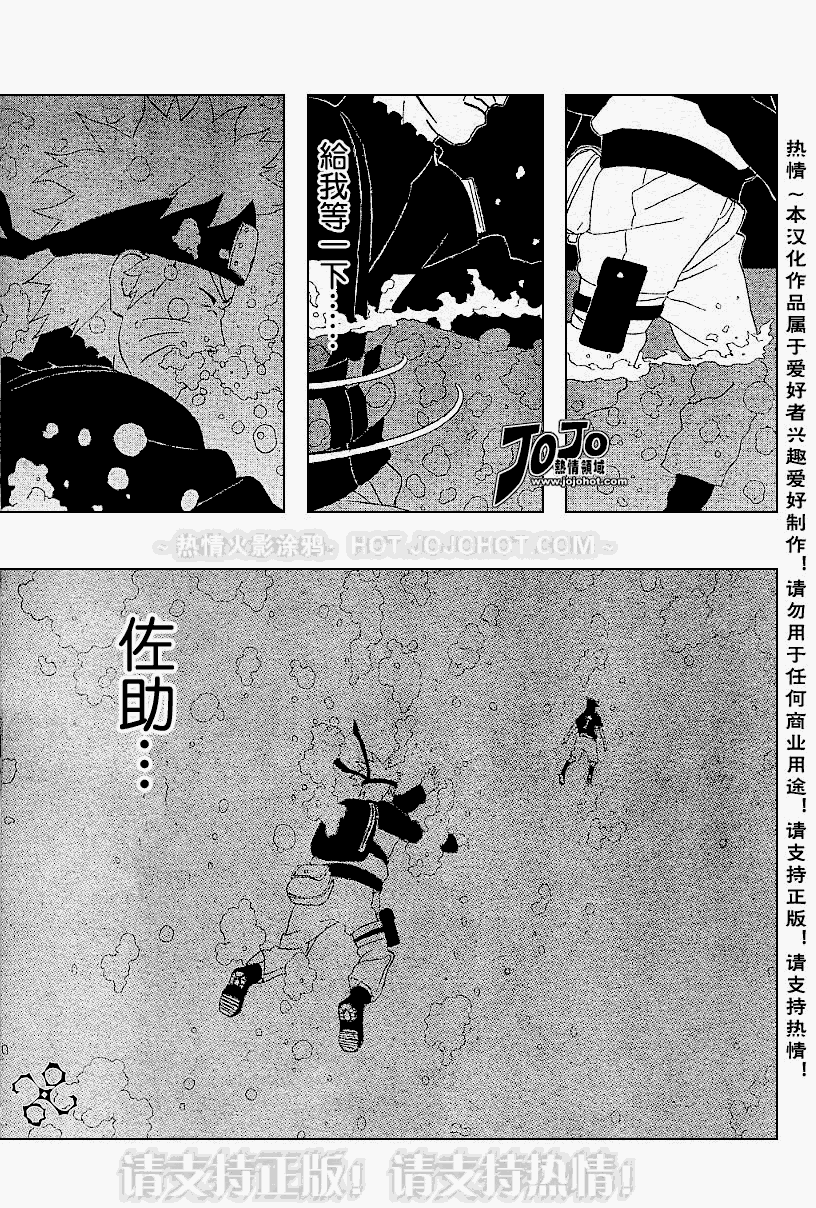 給我等一下……
JOJO
熱情領域
www.jojohot.com
~热情火影涂鸦 HOT.JOJOHOT.COM~
佐助…
热情~本汉化作品属于爱好者兴趣爱好制作！请勿用于任何商业用途！请支持正版！请支持热情！
请支持正版！请支持热情！